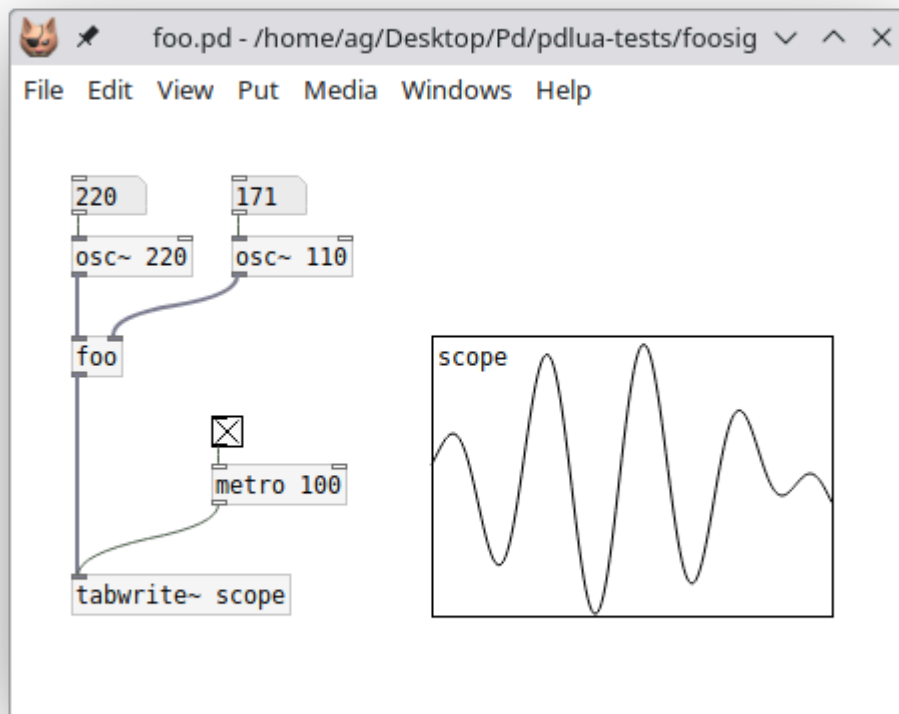 foo.pd - /home/ag/Desktop/Pd/pdlua-tests/foosig
File Edit View Put Media Windows Help
220
171
osc~ 220
osc~ 110
foo
scope
metro 100
tabwrite~ scope